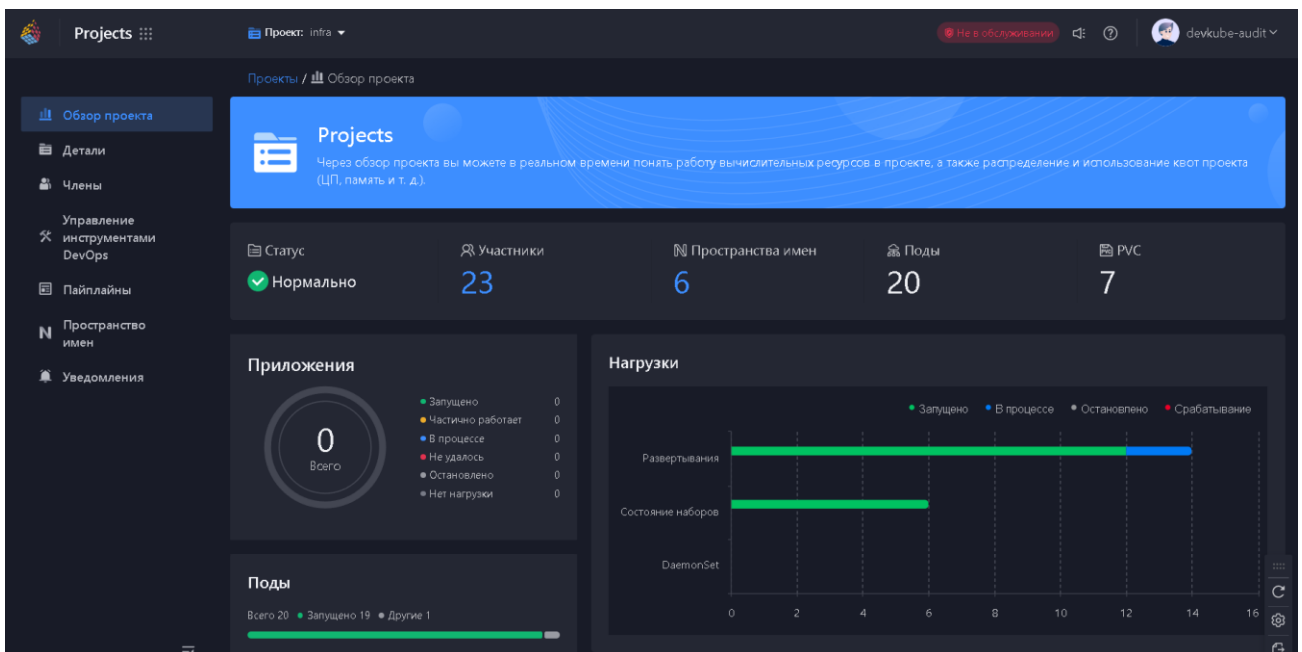 Projects
Проект: infra
Не в обслуживании
devkube-audit
Проекты / Обзор проекта
Обзор проекта
Детали
Члены
Управление
инструментами
DevOps
Пайплайны
Пространство
имен
Уведомления
Projects
Через обзор проекта вы можете в реальном времени понять работу вычислительных ресурсов в проекте, а также распределение и использование квот проекта
(ЦП, память и т. д.).
Статус
Нормально
Участники
23
Пространства имен
6
Поды
20
PVC
7
Приложения
0
Всего
Запущено 0
Частично работает 0
В процессе 0
Не удалось 0
Остановлено 0
Нет нагрузки 0
Нагрузки
Запущено В процессе Остановлено Срабатывание
Развертывания
Состояние наборов
DaemonSet
0 2 4 6 8 10 12 14 16
Поды
Всего 20 Запущено 19 Другие 1